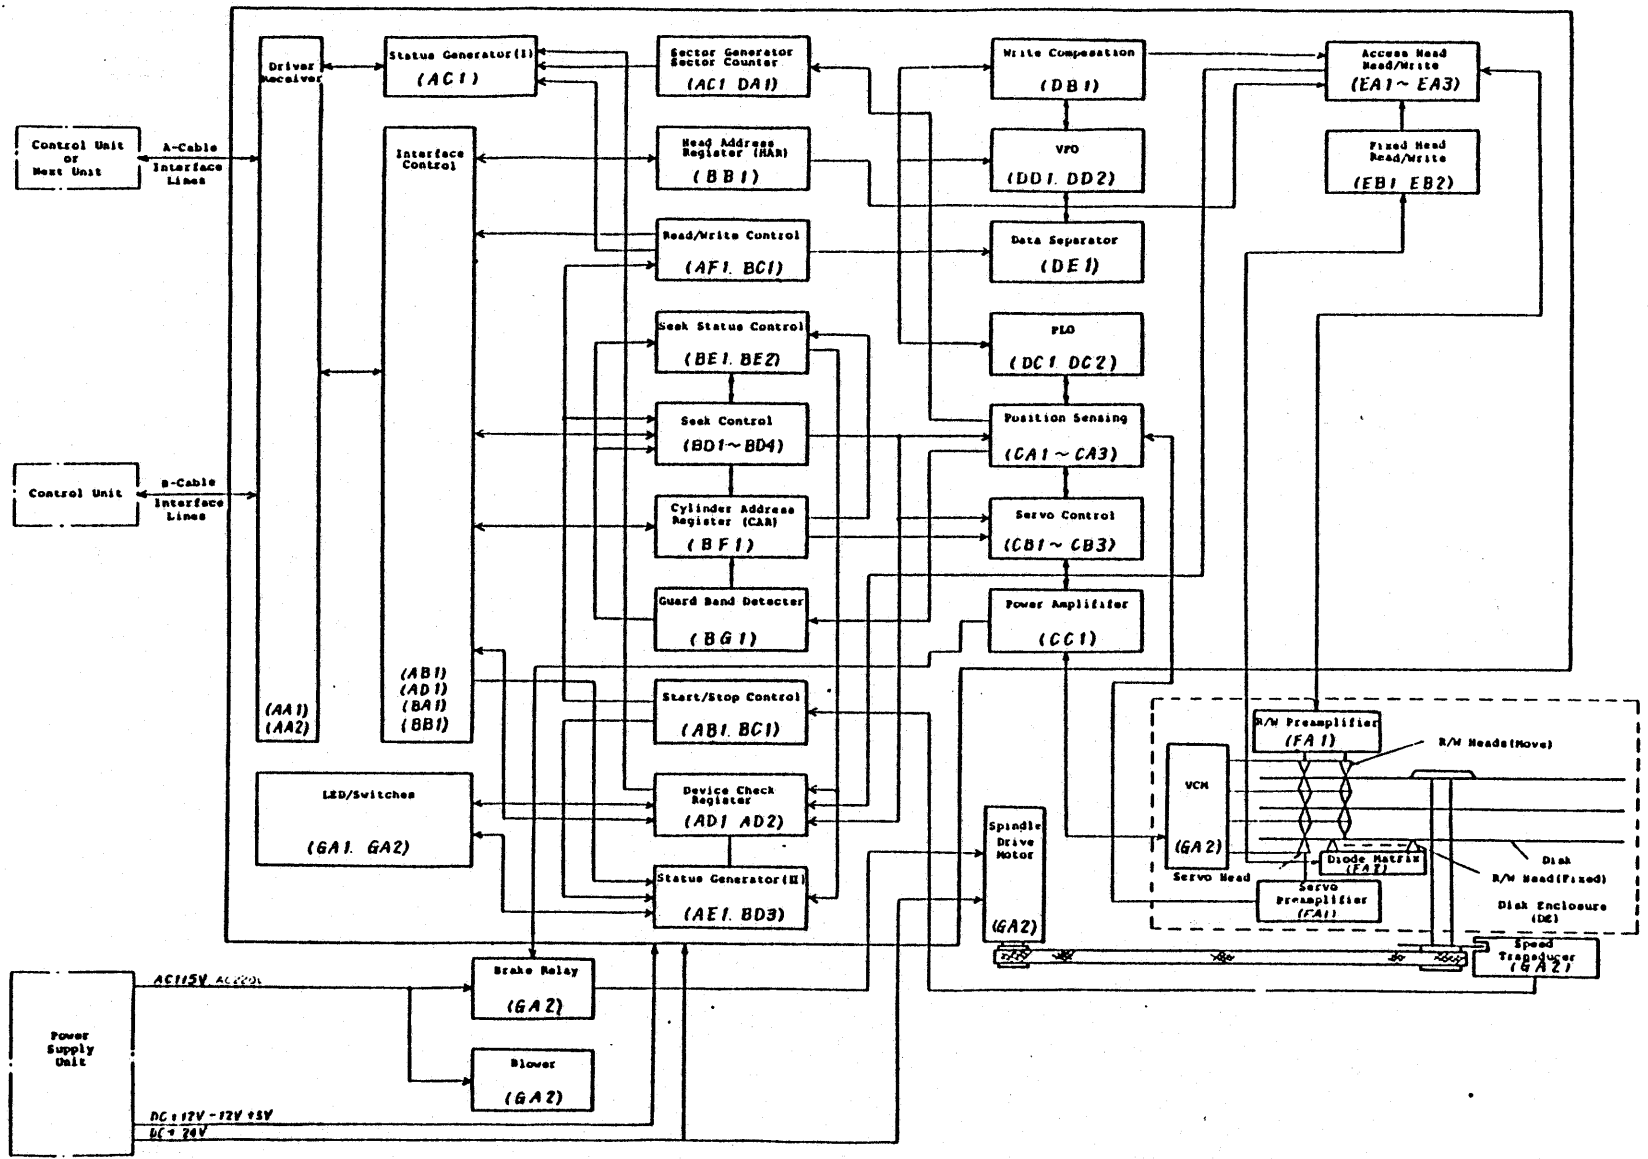 Driver
Receiver
(AA1)
(AA2)
Status Generator(I)
(AC1)
Sector Generator
Sector Counter
(AC1. DA1)
Write Compesation
(DB1)
Access Head
Read/Write
(EA1~EA3)
Control Unit
or
Next Unit
A-Cable
Interface
Lines
Interface
Control
(AB1)
(AD1)
(BA1)
(BB1)
Head Address
Register (HAR)
(BB1)
VFO
(DD1. DD2)
Fixed Head
Read/Write
(EB1. EB2)
Read/Write Control
(AF1. BC1)
Data Separator
(DE1)
Seek Status Control
(BE1. BE2)
PLO
(DC1. DC2)
Seek Control
(BD1~BD4)
Position Sensing
(CA1~CA3)
Control Unit
B-Cable
Interface
Lines
Cylinder Address
Register (CAR)
(BF1)
Servo Control
(CB1~CB3)
Guard Band Detecter
(BG1)
Power Amplififer
(CC1)
Start/Stop Control
(AB1. BC1)
LED/Switches
(GA1. GA2)
Device Check
Register
(AD1. AD2)
Status Generator(II)
(AE1. BD3)
Spindle
Drive
Motor
(GA2)
R/W Preamplifier
(FA1)
R/W Heads(Move)
VCM
(GA2)
Servo Head
Diode Matrix
Disk
R/W Head(Fixed)
Servo
Preamplifier
(FA1)
Disk Enclosure
(DE)
Speed
Transducer
(GA2)
Power
Supply
Unit
AC115V AC220V
Brake Relay
(GA2)
Blower
(GA2)
DC+12V -12V +5V
DC+24V